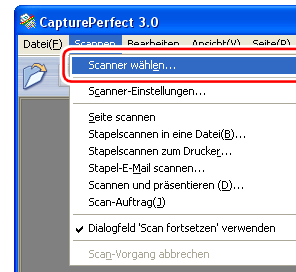 CapturePerfect 3.0
Datei(F) Scannen Bearbeiten Ansicht(V) Seite(P)
Scanner wählen...
Scanner-Einstellungen...
Seite scannen
Stapelscannen in eine Datei(B)...
Stapelscannen zum Drucker...
Stapel-E-Mail scannen...
Scannen und präsentieren (D)...
Scan-Auftrag(J)
Dialogfeld 'Scan fortsetzen' verwenden
Scan-Vorgang abbrechen